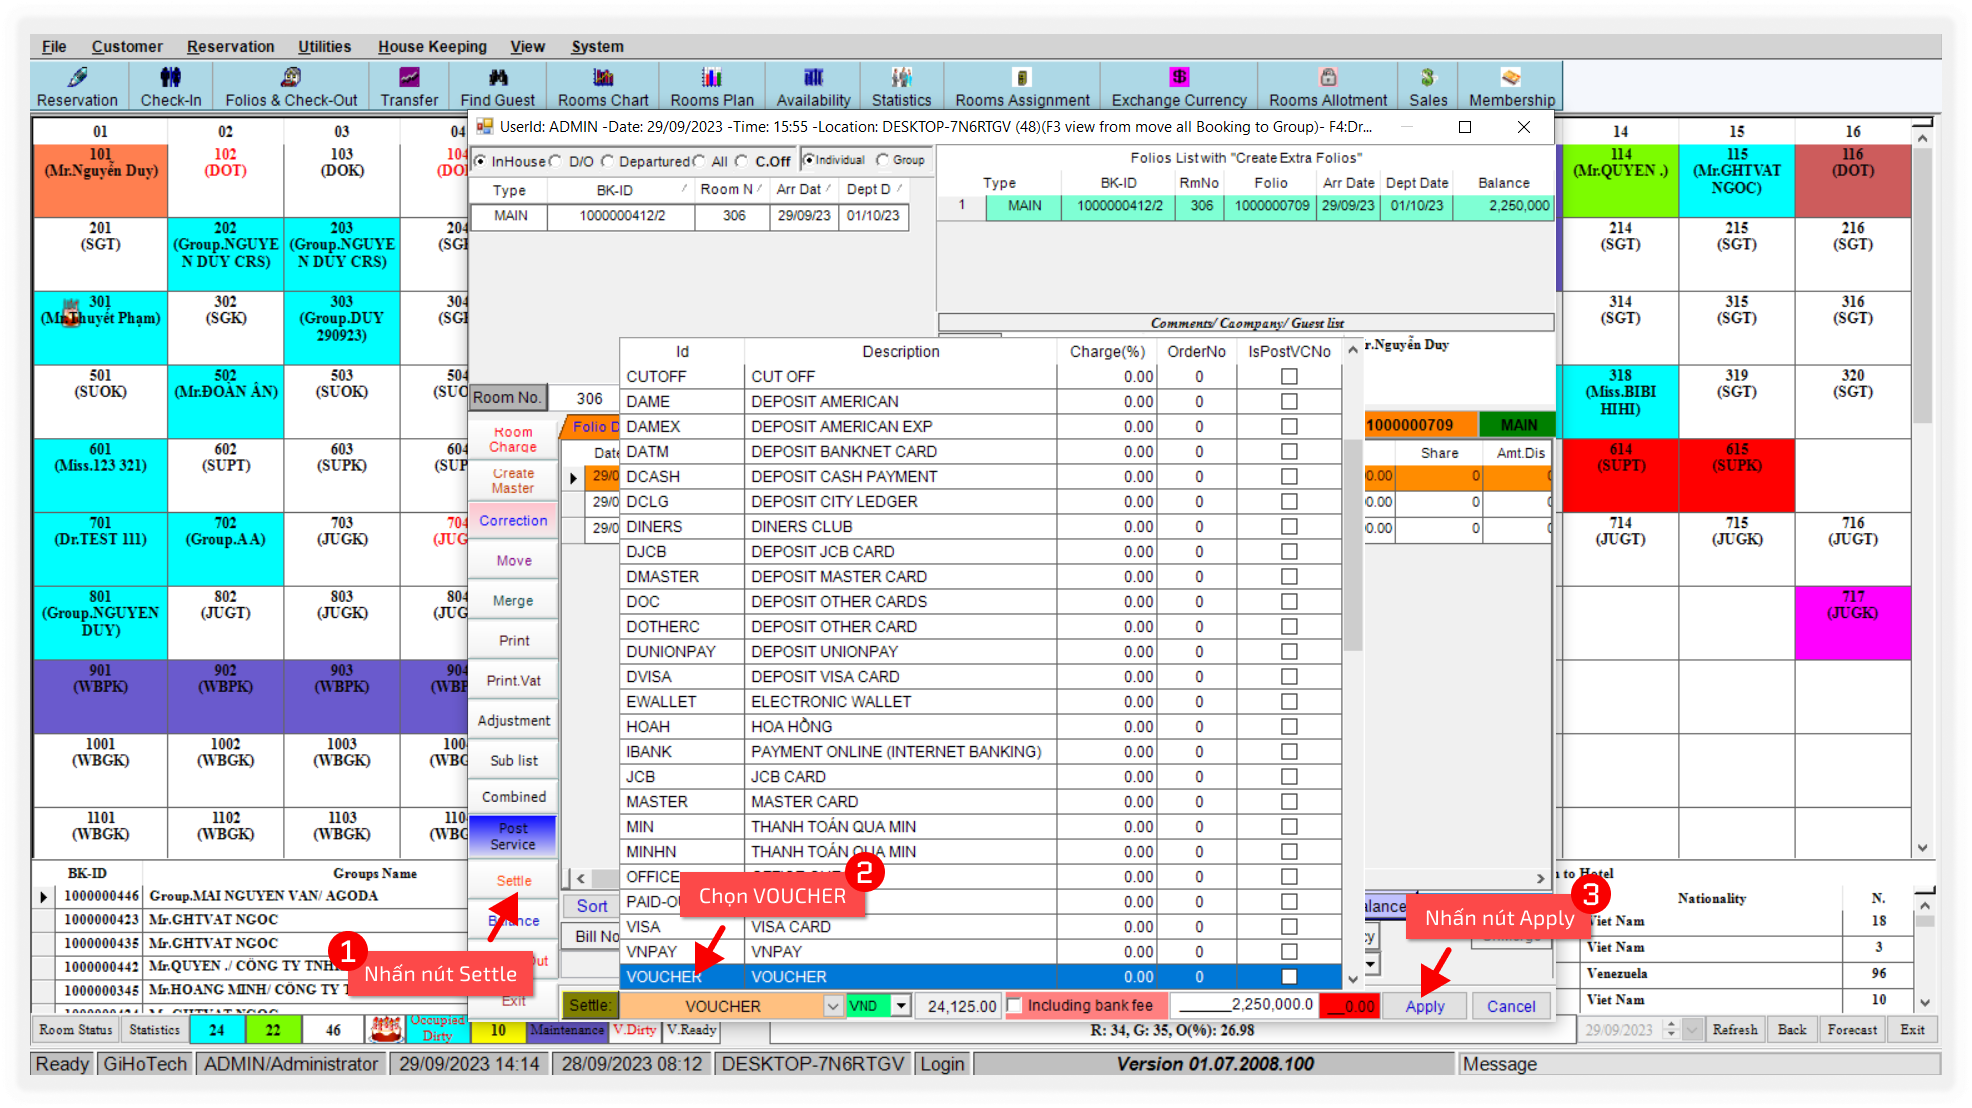 File Customer Reservation Utilities House Keeping View System
Reservation Check-In Folios & Check-Out Transfer Find Guest Rooms Chart Rooms Plan Availability Statistics Rooms Assignment Exchange Currency Rooms Allotment Sales Membership
UserId: ADMIN -Date: 29/09/2023 -Time: 15:55 -Location: DESKTOP-7N6RTGV (48)(F3 view from move all Booking to Group)- F4:Dr...
01 02 03 04 14 15 16
101 (Mr.Nguyễn Duy)
102 (DOT)
103 (DOK)
114 (Mr.QUYEN .)
115 (Mr.GHTVAT NGOC)
116 (DOT)
201 (SGT)
202 (Group.NGUYEN DUY CRS)
203 (Group.NGUYEN DUY CRS)
214 (SGT)
215 (SGT)
216 (SGT)
301
302 (SGK)
303 (Group.DUY 290923)
314 (SGT)
315 (SGT)
316 (SGT)
501 (SUOK)
502 (Mr.ĐOÀN ÂN)
503 (SUOK)
318 (Miss.BIBI HIHI)
319 (SGT)
320 (SGT)
601 (Miss.123 321)
602 (SUPT)
603 (SUPK)
614 (SUPT)
615 (SUPK)
701 (Dr.TEST 111)
702 (Group.A A)
703 (JUGK)
714 (JUGT)
715 (JUGK)
716 (JUGT)
801 (Group.NGUYEN DUY)
802 (JUGT)
803 (JUGK)
717 (JUGK)
901 (WBPK)
902 (WBPK)
903 (WBPK)
1001 (WBGK)
1002 (WBGK)
1003 (WBGK)
1101 (WBGK)
1102 (WBGK)
1103 (WBGK)
InHouse D/O Departured All C.Off Individual Group
Type BK-ID Room N Arr Dat Dept D
MAIN 1000000412/2 306 29/09/23 01/10/23
Folios List with "Create Extra Folios"
Type BK-ID RmNo Folio Arr Date Dept Date Balance
1 MAIN 1000000412/2 306 1000000709 29/09/23 01/10/23 2,250,000
Comments/ Caompany/ Guest list
r.Nguyễn Duy
Room No. 306
Folio D 1000000709 MAIN
Date Share Amt.Dis
29/0 0.00 0
29/0 0.00 0
29/0 0.00 0
Room Charge
Create Master
Correction
Move
Merge
Print
Print.Vat
Adjustment
Sub list
Combined
Post Service
Settle
Balance
Out
Exit
Id Description Charge(%) OrderNo IsPostVCNo
CUTOFF CUT OFF 0.00 0
DAME DEPOSIT AMERICAN 0.00 0
DAMEX DEPOSIT AMERICAN EXP 0.00 0
DATM DEPOSIT BANKNET CARD 0.00 0
DCASH DEPOSIT CASH PAYMENT 0.00 0
DCLG DEPOSIT CITY LEDGER 0.00 0
DINERS DINERS CLUB 0.00 0
DJCB DEPOSIT JCB CARD 0.00 0
DMASTER DEPOSIT MASTER CARD 0.00 0
DOC DEPOSIT OTHER CARDS 0.00 0
DOTHERC DEPOSIT OTHER CARD 0.00 0
DUNIONPAY DEPOSIT UNIONPAY 0.00 0
DVISA DEPOSIT VISA CARD 0.00 0
EWALLET ELECTRONIC WALLET 0.00 0
HOAH HOA HỒNG 0.00 0
IBANK PAYMENT ONLINE (INTERNET BANKING) 0.00 0
JCB JCB CARD 0.00 0
MASTER MASTER CARD 0.00 0
MIN THANH TOÁN QUA MIN 0.00 0
MINHN THANH TOÁN QUA MIN 0.00 0
OFFICE 0.00 0
PAID-OU 0.00 0
VISA VISA CARD 0.00 0
VNPAY VNPAY 0.00 0
VOUCHER VOUCHER 0.00 0
Sort
Bill No
1 Nhấn nút Settle
2 Chọn VOUCHER
3 Nhấn nút Apply
Settle: VOUCHER VND 24,125.00 Including bank fee 2,250,000.0 0.00 Apply Cancel
BK-ID Groups Name
1000000446 Group.MAI NGUYEN VAN/ AGODA
1000000423 Mr.GHTVAT NGOC
1000000435 Mr.GHTVAT NGOC
1000000442 Mr.QUYEN ./ CÔNG TY TNH
1000000345 Mr.HOANG MINH/ CÔNG TY T
to Hotel
Nationality N.
Viet Nam 18
Viet Nam 3
Venezuela 96
Viet Nam 10
Room Status Statistics 24 22 46 Occupied Dirty 10 Maintenance V.Dirty V.Ready R: 34, G: 35, O(%): 26.98 29/09/2023 Refresh Back Forecast Exit
Ready GiHoTech ADMIN/Administrator 29/09/2023 14:14 28/09/2023 08:12 DESKTOP-7N6RTGV Login Version 01.07.2008.100 Message